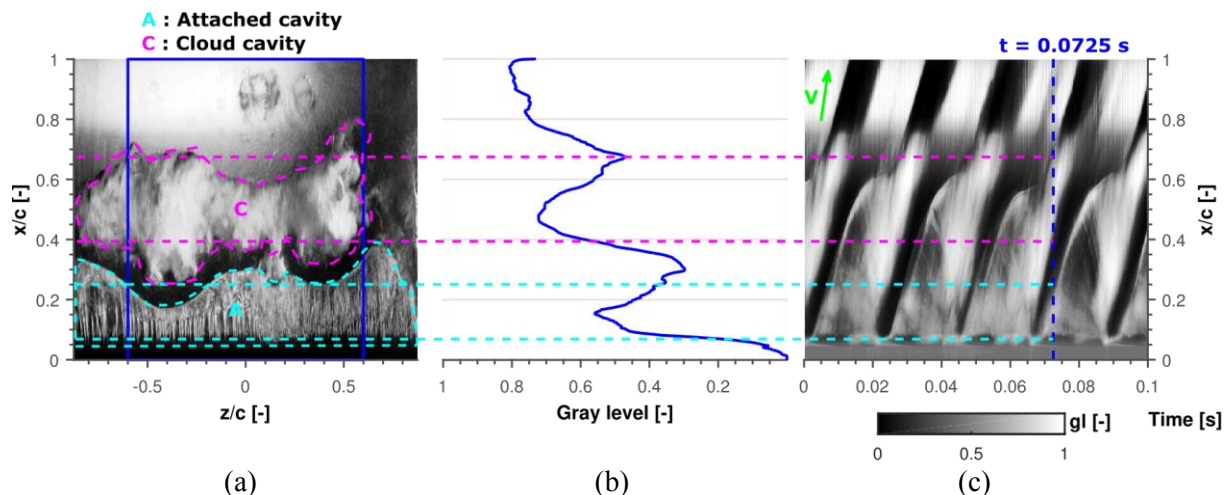 A : Attached cavity
C : Cloud cavity
t = 0.0725 s
1
0.8
0.6
0.4
0.2
0
x/c [-]
C
A
-0.5
0
0.5
z/c [-]
1
0.8
0.6
0.4
0.2
Gray level [-]
V
1
0.8
0.6
0.4
0.2
0
x/c [-]
0
0.02
0.04
0.06
0.08
0.1
Time [s]
gl [-]
0
0.5
1
(a)
(b)
(c)